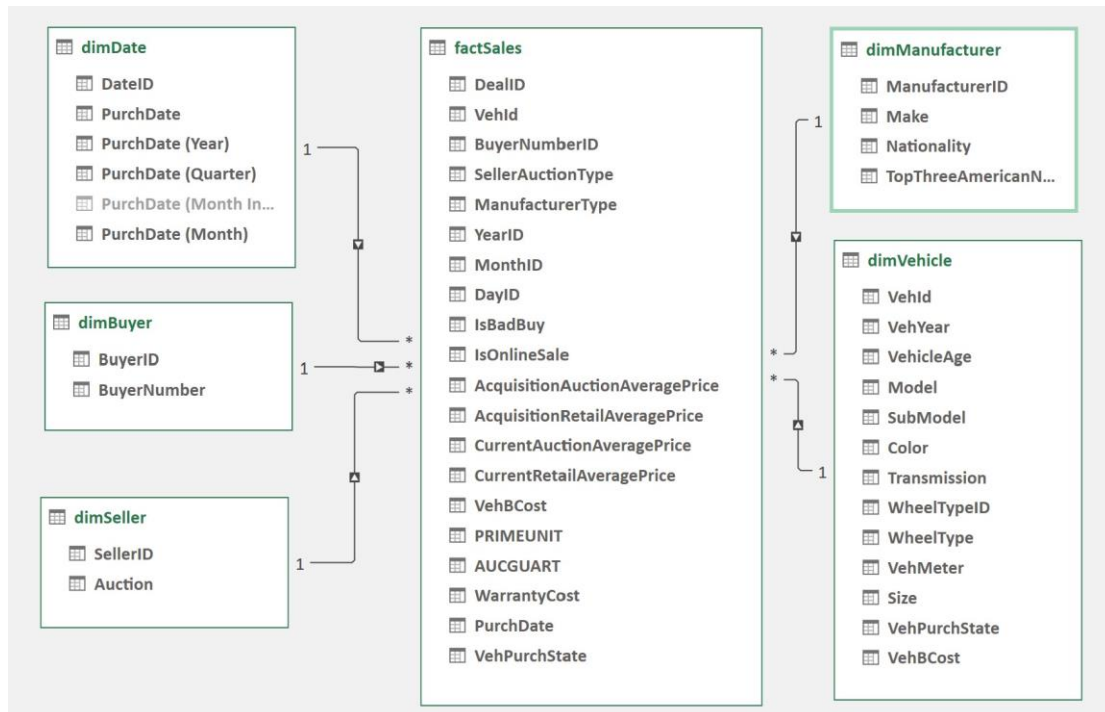 dimDate
DateID
PurchDate
PurchDate (Year)
PurchDate (Quarter)
PurchDate (Month In...
PurchDate (Month)
1
*
dimBuyer
BuyerID
BuyerNumber
1
*
dimSeller
SellerID
Auction
1
*
factSales
DealID
VehId
BuyerNumberID
SellerAuctionType
ManufacturerType
YearID
MonthID
DayID
IsBadBuy
IsOnlineSale
AcquisitionAuctionAveragePrice
AcquisitionRetailAveragePrice
CurrentAuctionAveragePrice
CurrentRetailAveragePrice
VehBCost
PRIMEUNIT
AUCGUART
WarrantyCost
PurchDate
VehPurchState
dimManufacturer
ManufacturerID
Make
Nationality
TopThreeAmericanN...
1
*
dimVehicle
VehId
VehYear
VehicleAge
Model
SubModel
Color
Transmission
WheelTypeID
WheelType
VehMeter
Size
VehPurchState
VehBCost
*
1